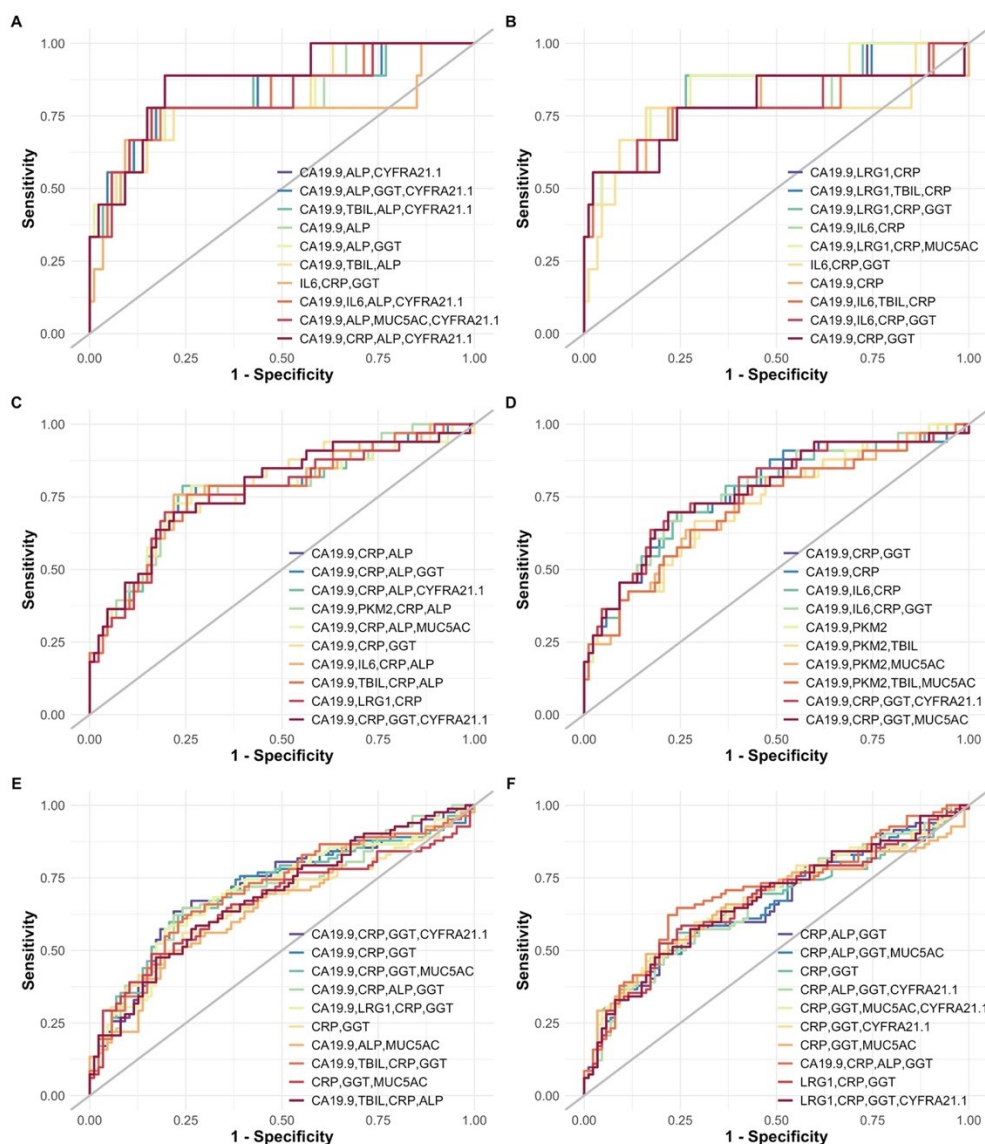 A
1.00
0.75
0.50
0.25
0.00
Sensitivity
CA19.9,ALP,CYFRA21.1
CA19.9,ALP,GGT,CYFRA21.1
CA19.9,TBIL,ALP,CYFRA21.1
CA19.9,ALP
CA19.9,ALP,GGT
CA19.9,TBIL,ALP
IL6,CRP,GGT
CA19.9,IL6,ALP,CYFRA21.1
CA19.9,ALP,MUC5AC,CYFRA21.1
CA19.9,CRP,ALP,CYFRA21.1
0.00 0.25 0.50 0.75 1.00
1 - Specificity
B
1.00
0.75
0.50
0.25
0.00
Sensitivity
CA19.9,LRG1,CRP
CA19.9,LRG1,TBIL,CRP
CA19.9,LRG1,CRP,GGT
CA19.9,IL6,CRP
CA19.9,LRG1,CRP,MUC5AC
IL6,CRP,GGT
CA19.9,CRP
CA19.9,IL6,TBIL,CRP
CA19.9,IL6,CRP,GGT
CA19.9,CRP,GGT
0.00 0.25 0.50 0.75 1.00
1 - Specificity
C
1.00
0.75
0.50
0.25
0.00
Sensitivity
CA19.9,CRP,ALP
CA19.9,CRP,ALP,GGT
CA19.9,CRP,ALP,CYFRA21.1
CA19.9,PKM2,CRP,ALP
CA19.9,CRP,ALP,MUC5AC
CA19.9,CRP,GGT
CA19.9,IL6,CRP,ALP
CA19.9,TBIL,CRP,ALP
CA19.9,LRG1,CRP
CA19.9,CRP,GGT,CYFRA21.1
0.00 0.25 0.50 0.75 1.00
1 - Specificity
D
1.00
0.75
0.50
0.25
0.00
Sensitivity
CA19.9,CRP,GGT
CA19.9,CRP
CA19.9,IL6,CRP
CA19.9,IL6,CRP,GGT
CA19.9,PKM2
CA19.9,PKM2,TBIL
CA19.9,PKM2,MUC5AC
CA19.9,PKM2,TBIL,MUC5AC
CA19.9,CRP,GGT,CYFRA21.1
CA19.9,CRP,GGT,MUC5AC
0.00 0.25 0.50 0.75 1.00
1 - Specificity
E
1.00
0.75
0.50
0.25
0.00
Sensitivity
CA19.9,CRP,GGT,CYFRA21.1
CA19.9,CRP,GGT
CA19.9,CRP,GGT,MUC5AC
CA19.9,CRP,ALP,GGT
CA19.9,LRG1,CRP,GGT
CRP,GGT
CA19.9,ALP,MUC5AC
CA19.9,TBIL,CRP,GGT
CRP,GGT,MUC5AC
CA19.9,TBIL,CRP,ALP
0.00 0.25 0.50 0.75 1.00
1 - Specificity
F
1.00
0.75
0.50
0.25
0.00
Sensitivity
CRP,ALP,GGT
CRP,ALP,GGT,MUC5AC
CRP,GGT
CRP,ALP,GGT,CYFRA21.1
CRP,GGT,MUC5AC,CYFRA21.1
CRP,GGT,CYFRA21.1
CRP,GGT,MUC5AC
CA19.9,CRP,ALP,GGT
LRG1,CRP,GGT
LRG1,CRP,GGT,CYFRA21.1
0.00 0.25 0.50 0.75 1.00
1 - Specificity